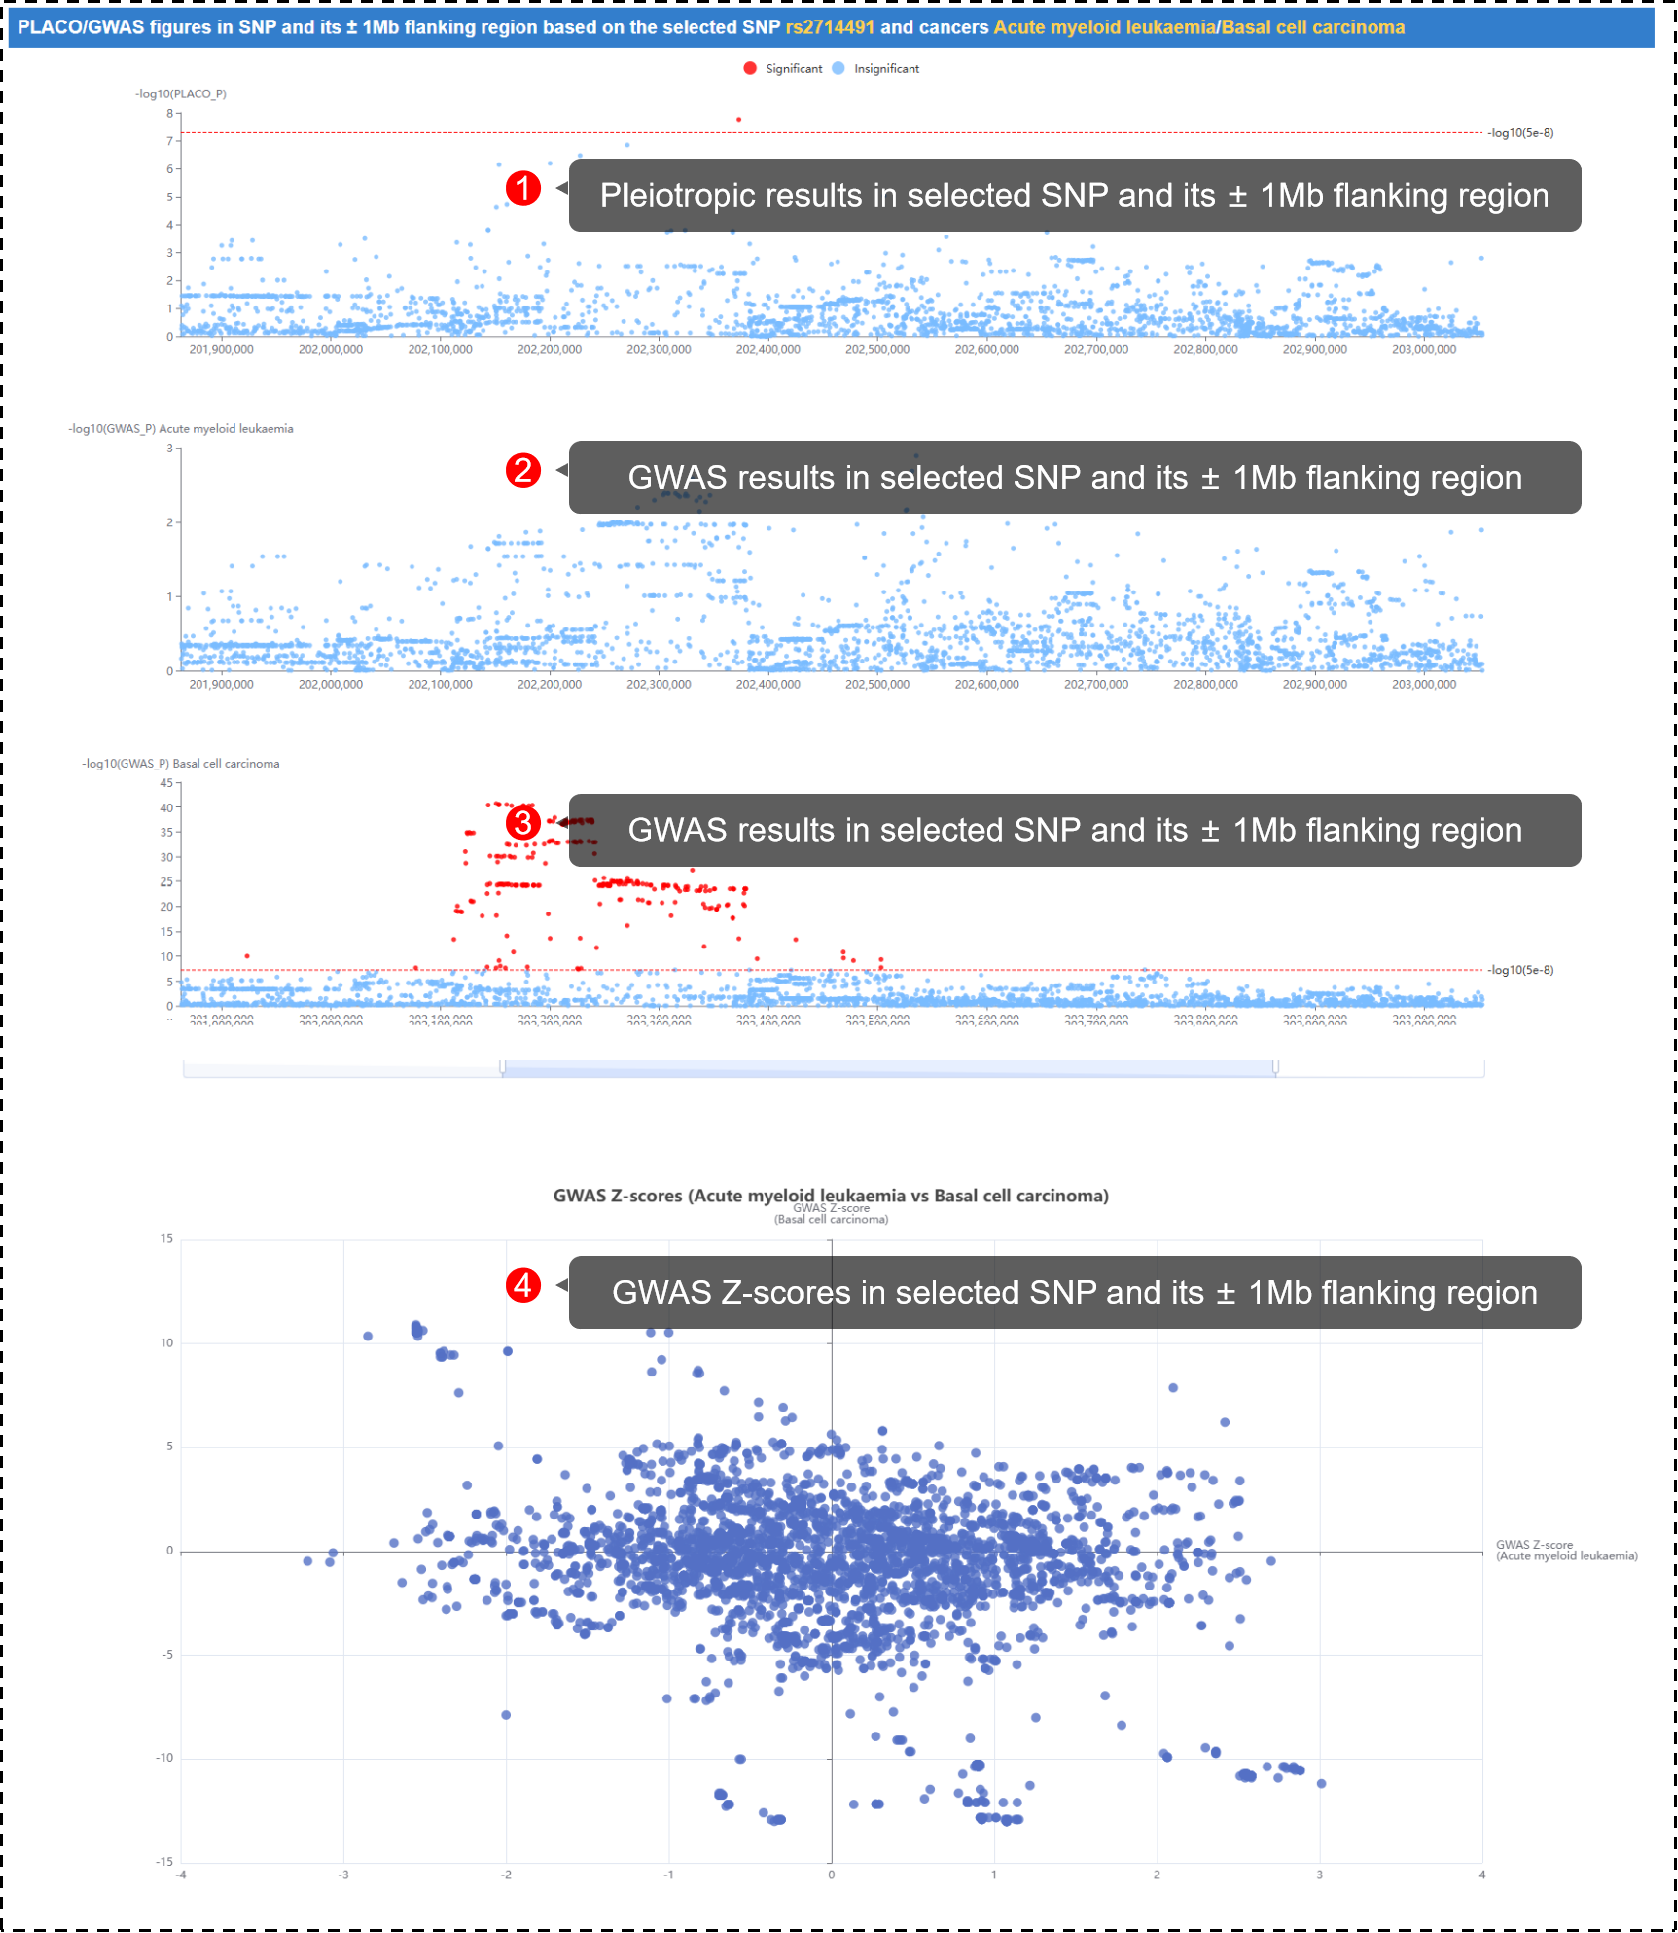 PLACO/GWAS figures in SNP and its ± 1Mb flanking region based on the selected SNP rs2714491 and cancers Acute myeloid leukaemia/Basal cell carcinoma
Significant Insignificant
-log10(PLACO_P)
8
7
6
5
4
3
2
1
0
-log10(5e-8)
1 Pleiotropic results in selected SNP and its ± 1Mb flanking region
201,900,000 202,000,000 202,100,000 202,200,000 202,300,000 202,400,000 202,500,000 202,600,000 202,700,000 202,800,000 202,900,000 203,000,000
-log10(GWAS_P) Acute myeloid leukaemia
3
2
1
0
2 GWAS results in selected SNP and its ± 1Mb flanking region
201,900,000 202,000,000 202,100,000 202,200,000 202,300,000 202,400,000 202,500,000 202,600,000 202,700,000 202,800,000 202,900,000 203,000,000
-log10(GWAS_P) Basal cell carcinoma
45
40
35
30
25
20
15
10
5
0
3 GWAS results in selected SNP and its ± 1Mb flanking region
-log10(5e-8)
GWAS Z-scores (Acute myeloid leukaemia vs Basal cell carcinoma)
GWAS Z-score
(Basal cell carcinoma)
15
10
5
0
-5
-10
-15
4 GWAS Z-scores in selected SNP and its ± 1Mb flanking region
GWAS Z-score
(Acute myeloid leukaemia)
-4 -3 -2 -1 0 1 2 3 4